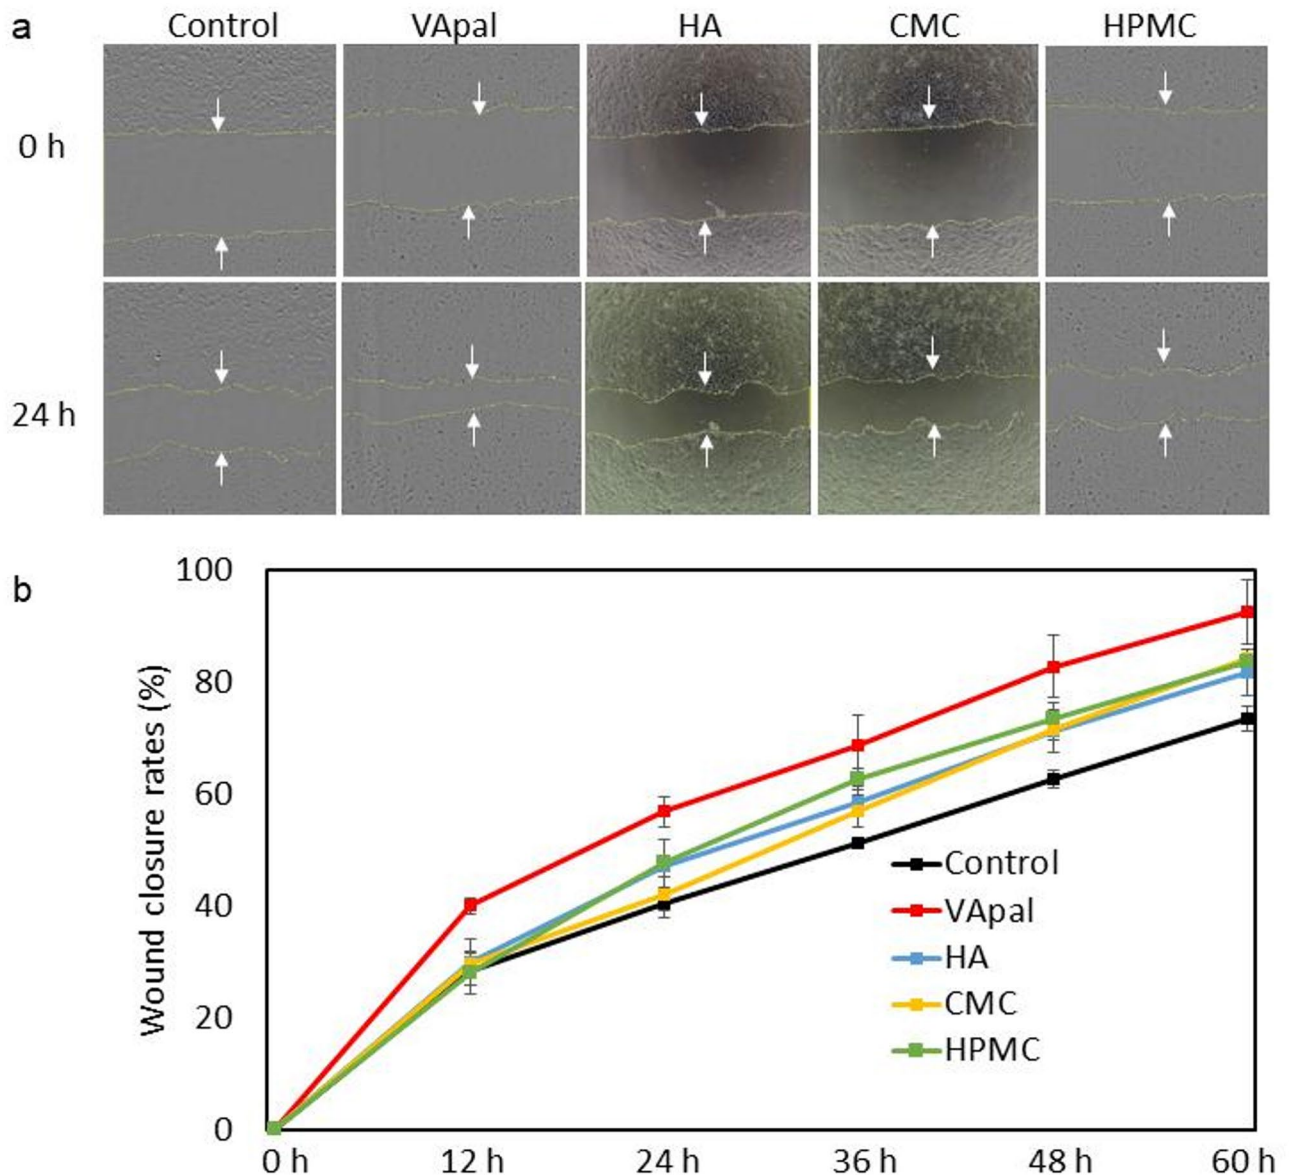 a
Control VApal HA CMC HPMC
0 h
24 h
b
Wound closure rates (%)
100
80
60
40
20
0
Control
VApal
HA
CMC
HPMC
0 h 12 h 24 h 36 h 48 h 60 h